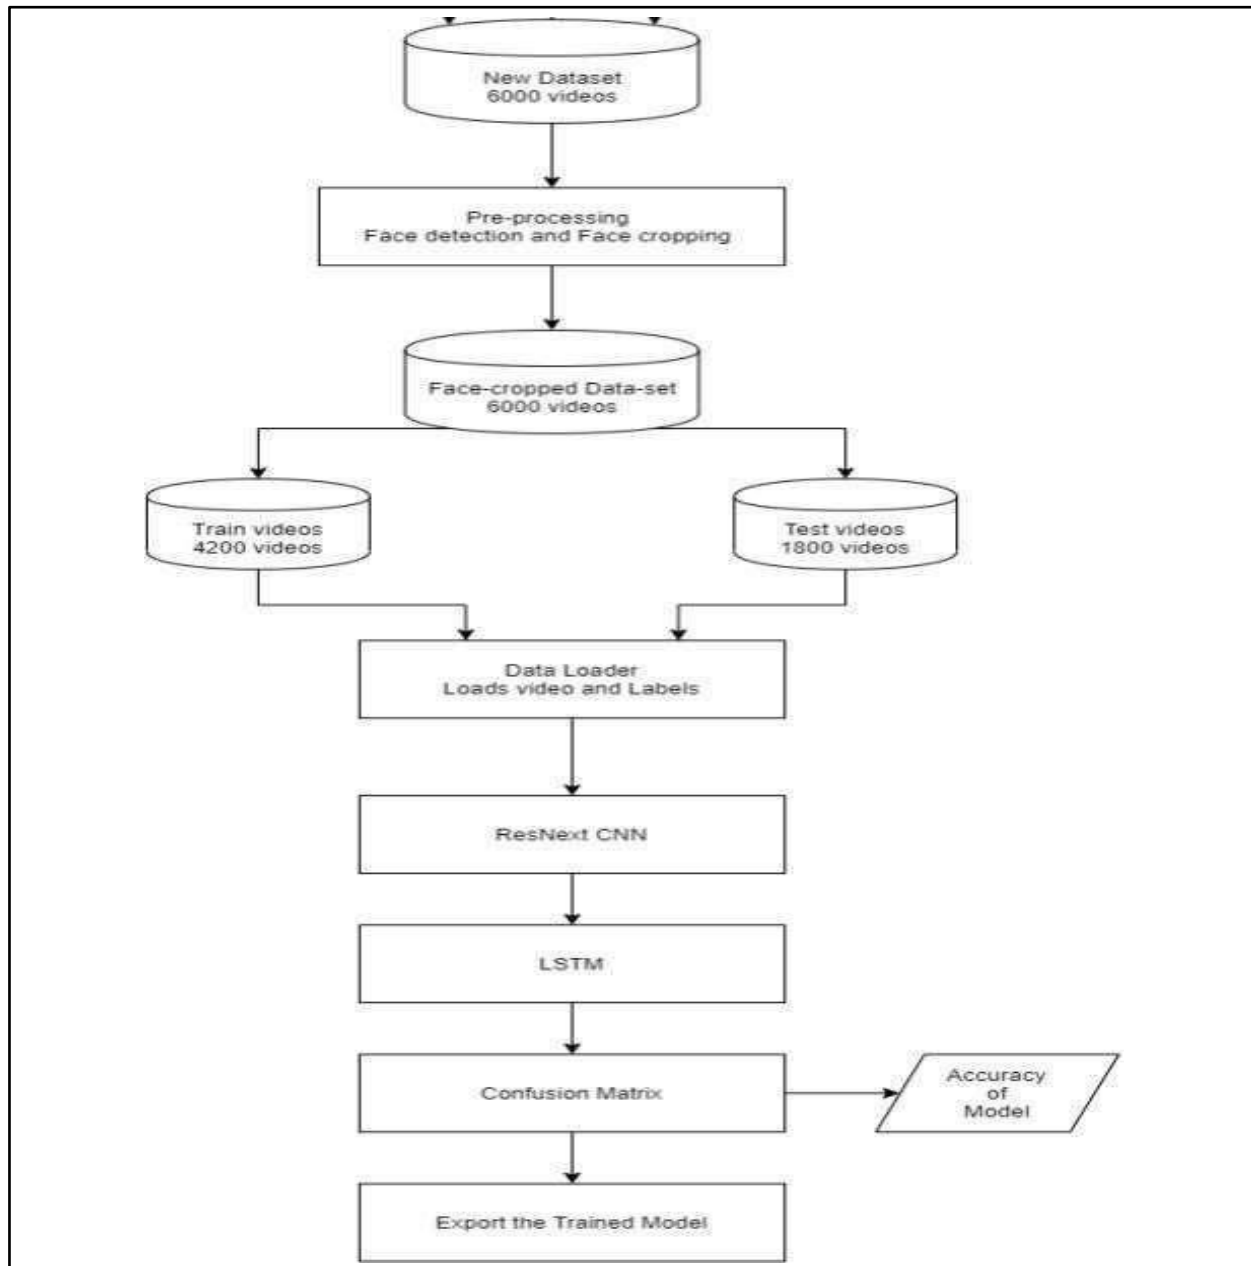 New Dataset
6000 videos
Pre-processing
Face detection and Face cropping
Face-cropped Data-set
6000 videos
Train videos
4200 videos
Test videos
1800 videos
Data Loader
Loads video and Labels
ResNext CNN
LSTM
Confusion Matrix
Accuracy
of
Model
Export the Trained Model